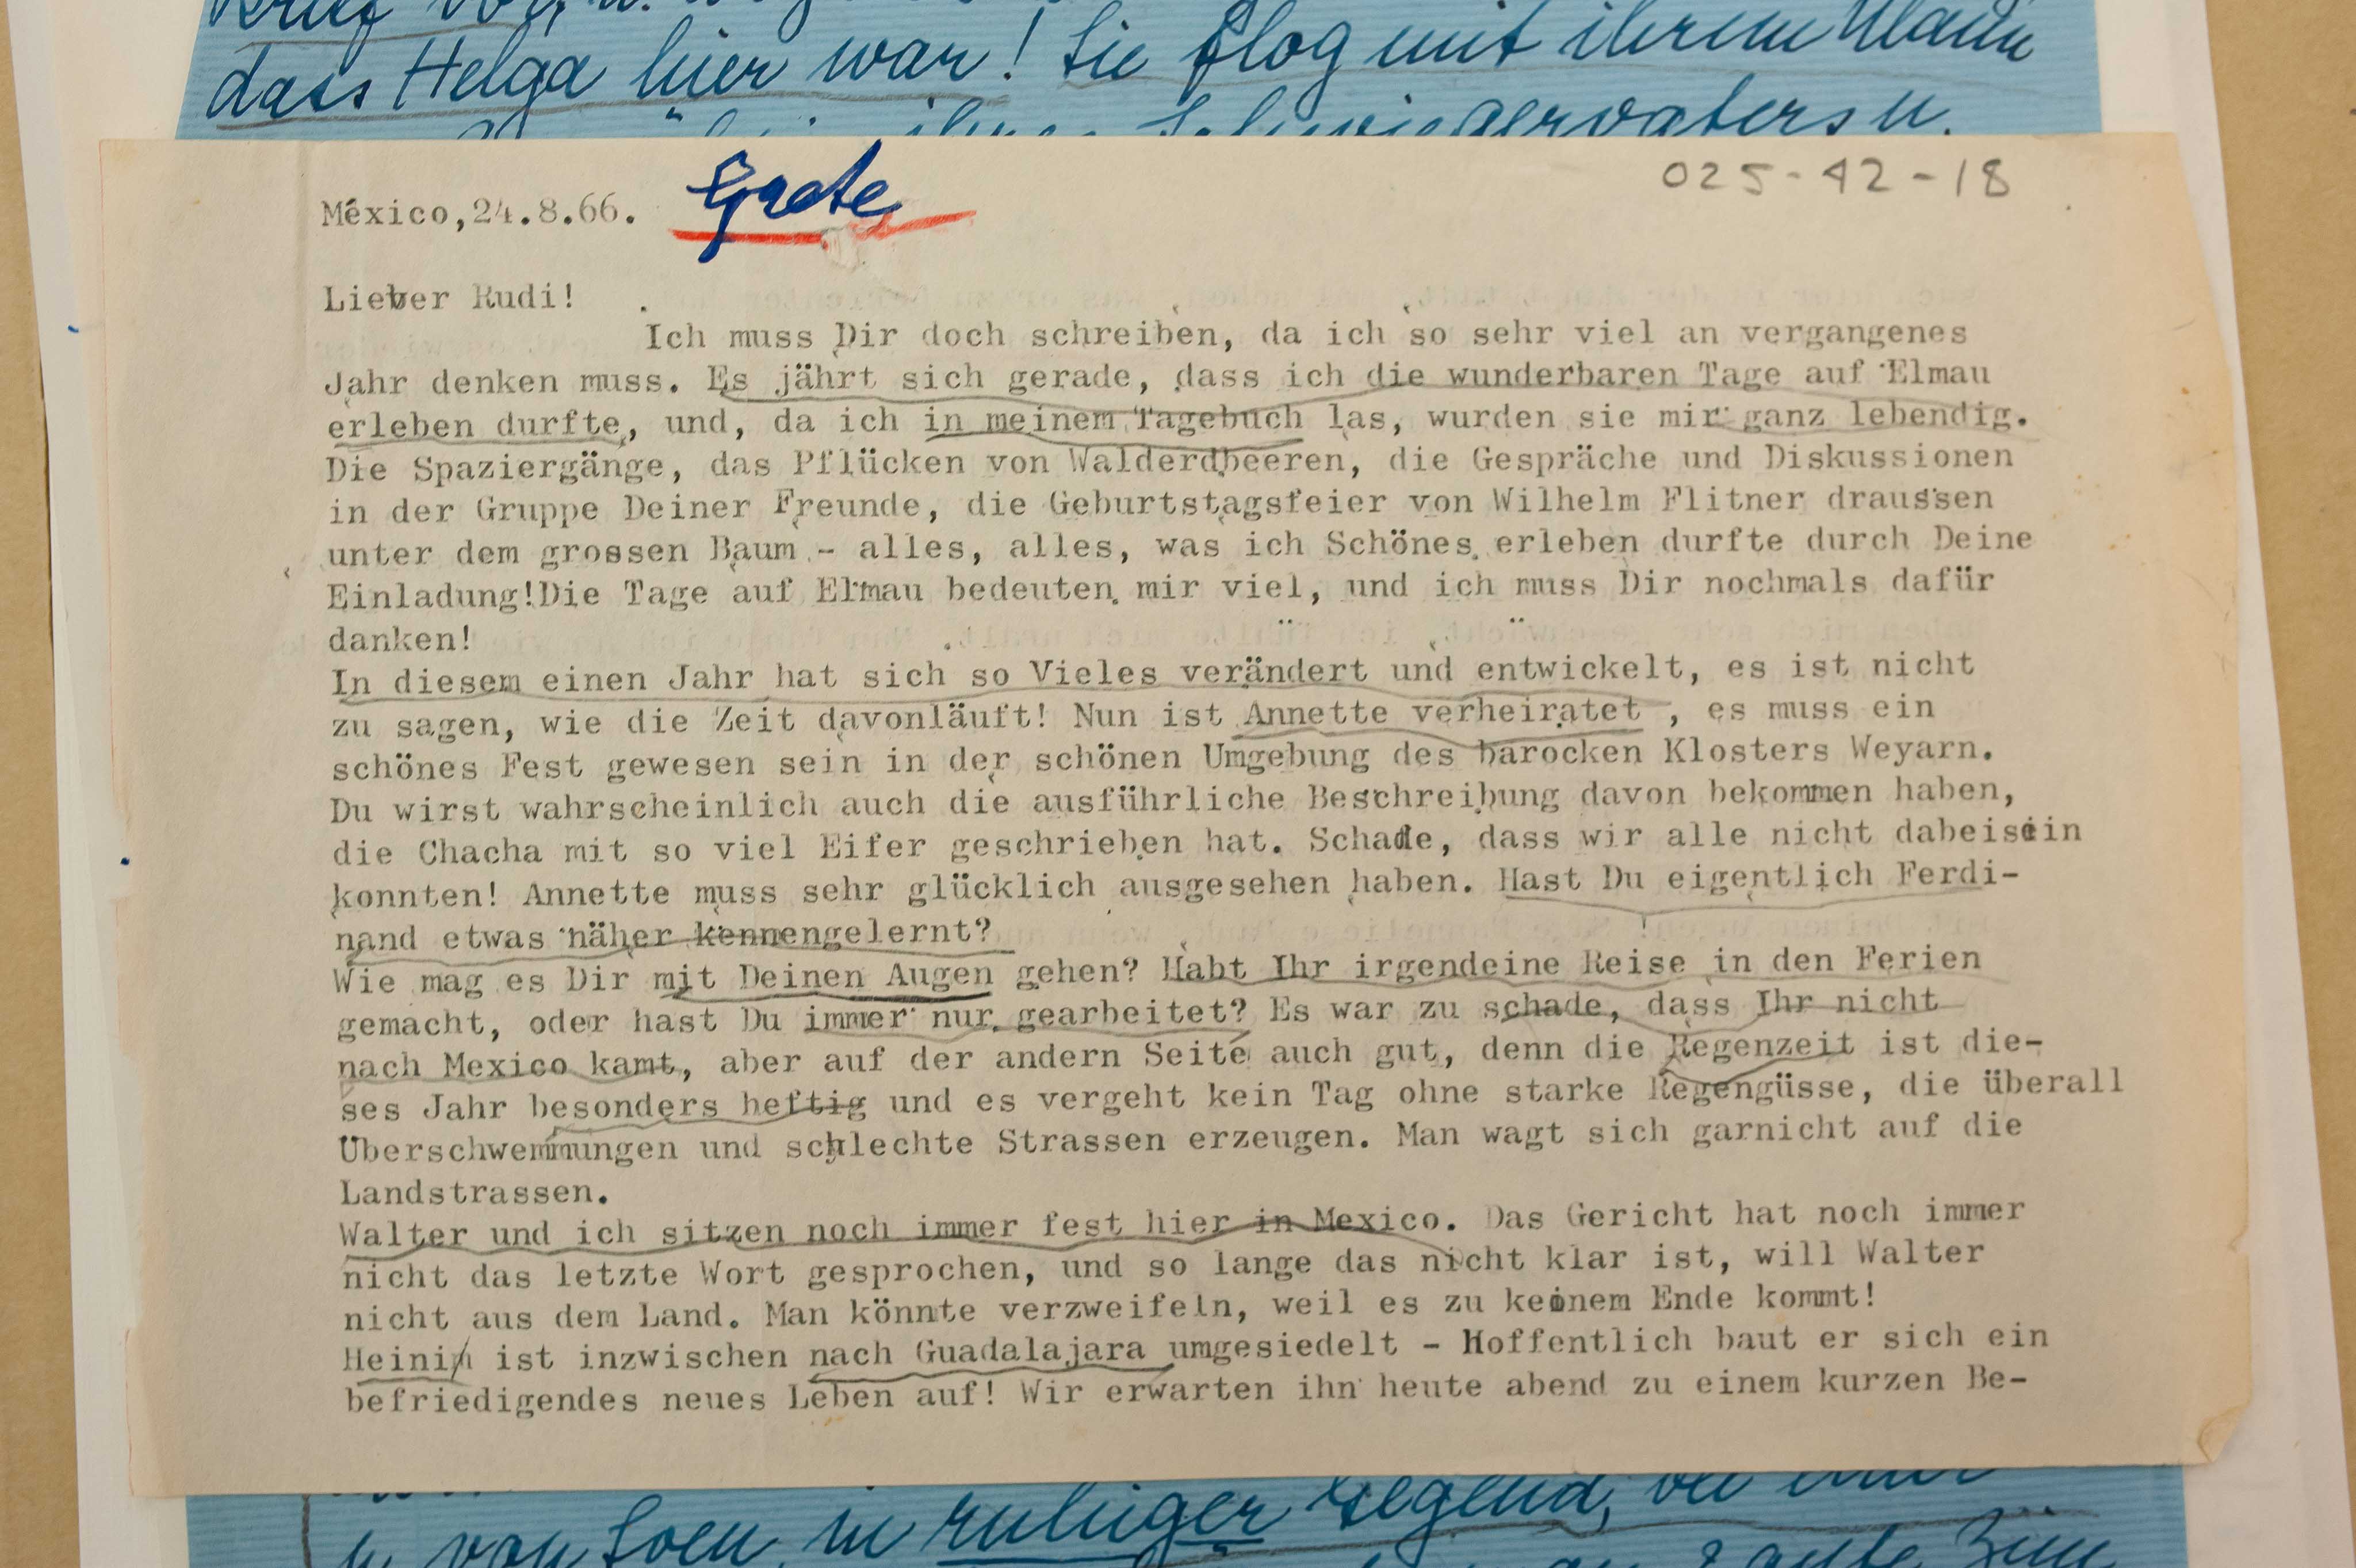 dass Helga hier war! Sie flog mit ihrem Mann
Schwiegervaters u.
México, 24.8.66. Grete 025-42-18
Lieber Rudi!
Ich muss Dir doch schreiben, da ich so sehr viel an vergangenes
Jahr denken muss. Es jährt sich gerade, dass ich die wunderbaren Tage auf Elmau
erleben durfte, und, da ich in meinem Tagebuch las, wurden sie mir ganz lebendig.
Die Spaziergänge, das Pflücken von Walderdbeeren, die Gespräche und Diskussionen
in der Gruppe Deiner Freunde, die Geburtstagsfeier von Wilhelm Flitner draussen
unter dem grossen Baum - alles, alles, was ich Schönes erleben durfte durch Deine
Einladung!Die Tage auf Elmau bedeuten mir viel, und ich muss Dir nochmals dafür
danken!
In diesem einen Jahr hat sich so Vieles verändert und entwickelt, es ist nicht
zu sagen, wie die Zeit davonläuft! Nun ist Annette verheiratet , es muss ein
schönes Fest gewesen sein in der schönen Umgebung des barocken Klosters Weyarn.
Du wirst wahrscheinlich auch die ausführliche Beschreibung davon bekommen haben,
die Chacha mit so viel Eifer geschrieben hat. Schade, dass wir alle nicht dabeisein
konnten! Annette muss sehr glücklich ausgesehen haben. Hast Du eigentlich Ferdi-
nand etwas näher kennengelernt?
Wie mag es Dir mit Deinen Augen gehen? Habt Ihr irgendeine Reise in den Ferien
gemacht, oder hast Du immer nur gearbeitet? Es war zu schade, dass Ihr nicht
nach Mexico kamt, aber auf der andern Seite auch gut, denn die Regenzeit ist die-
ses Jahr besonders heftig und es vergeht kein Tag ohne starke Regengüsse, die überall
Überschwemmungen und schlechte Strassen erzeugen. Man wagt sich garnicht auf die
Landstrassen.
Walter und ich sitzen noch immer fest hier in Mexico. Das Gericht hat noch immer
nicht das letzte Wort gesprochen, und so lange das nicht klar ist, will Walter
nicht aus dem Land. Man könnte verzweifeln, weil es zu keinem Ende kommt!
Heini ist inzwischen nach Guadalajara umgesiedelt - Hoffentlich baut er sich ein
befriedigendes neues Leben auf! Wir erwarten ihn heute abend zu einem kurzen Be-
in ruhiger Gegend, bei einer